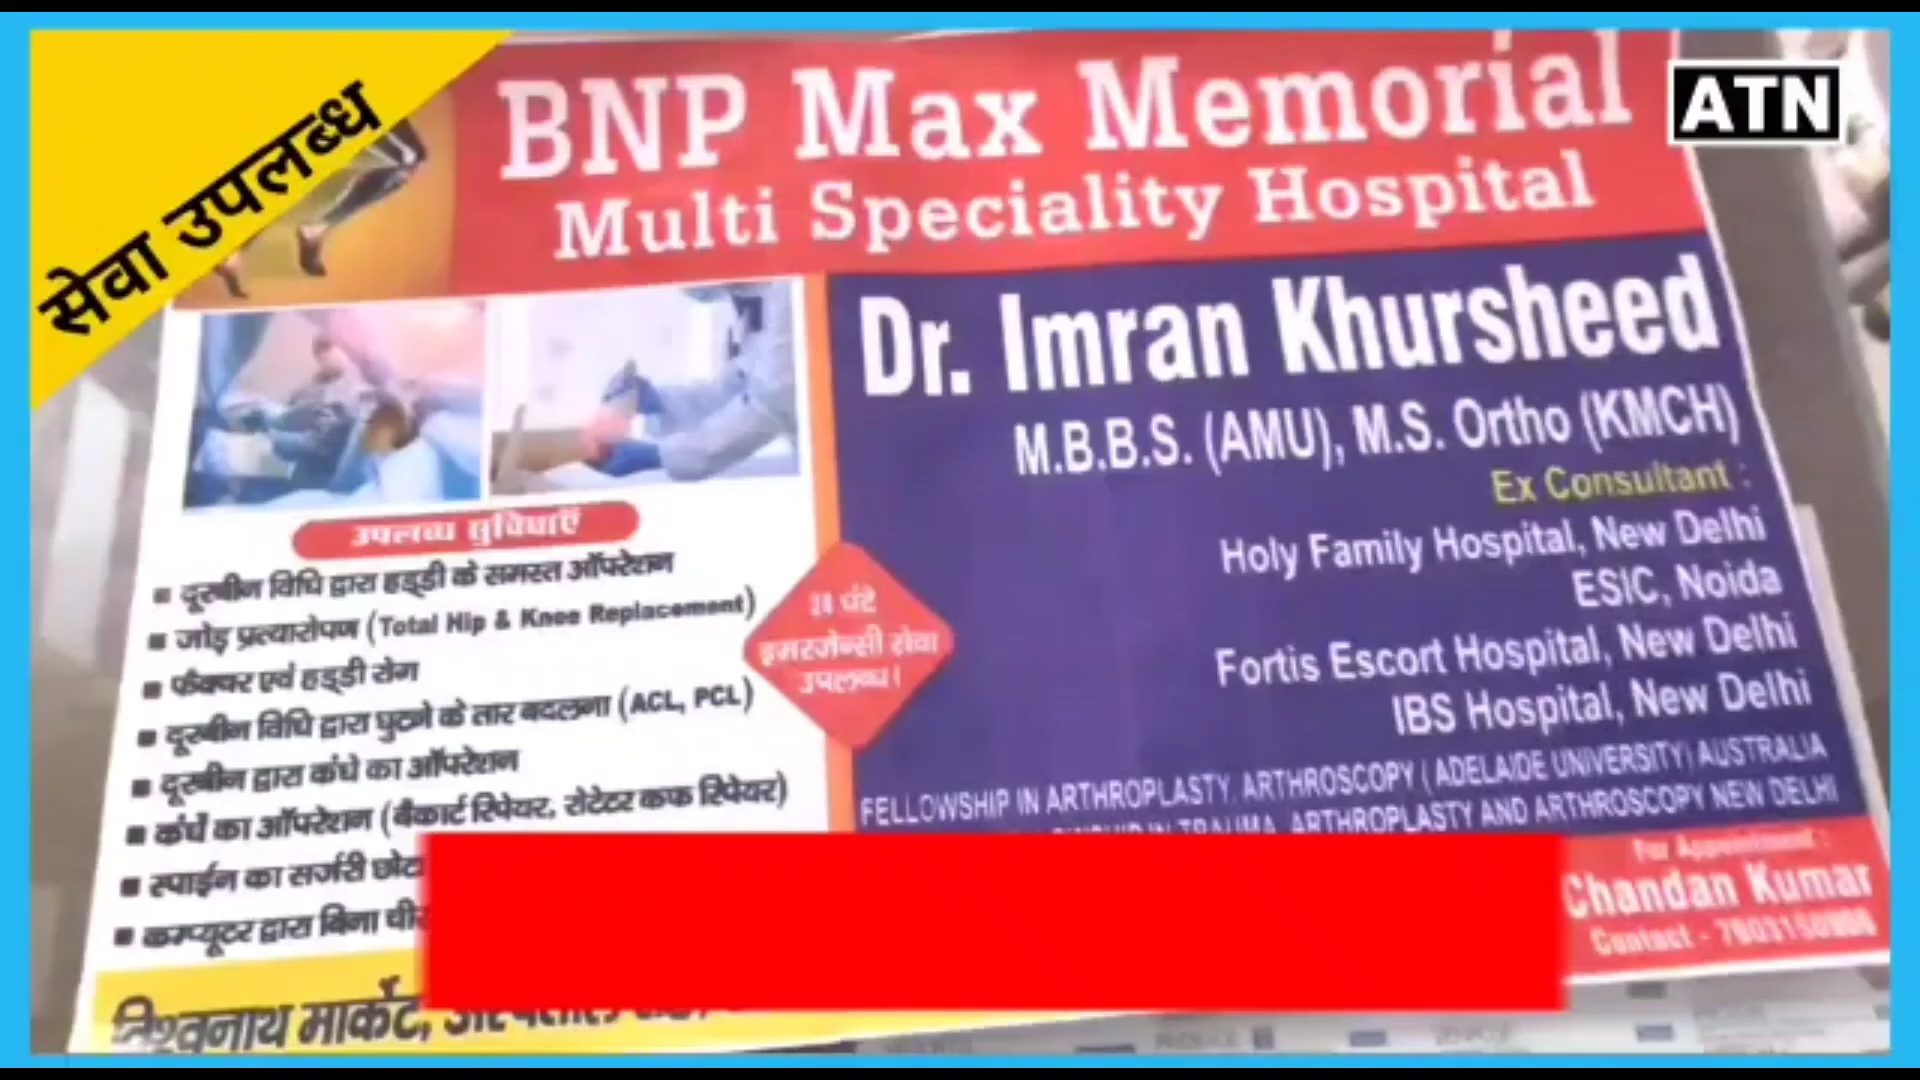 सेवा उपलब्ध
ATN
BNP Max Memorial
Multi Speciality Hospital
Dr. Imran Khursheed
M.B.B.S. (AMU), M.S. Ortho (KMCH)
Ex Consultant :
Holy Family Hospital, New Delhi
ESIC, Noida
Fortis Escort Hospital, New Delhi
IBS Hospital, New Delhi
FELLOWSHIP IN ARTHROPLASTY, ARTHROSCOPY (ADELAIDE UNIVERSITY) AUSTRALIA
IN TRAUMA, ARTHROPLASTY AND ARTHROSCOPY NEW DELHI
उपलब्ध सुविधाएँ
▪ दूरबीन विधि द्वारा हड्डी के समस्त ऑपरेशन
▪ जोड़ प्रत्यारोपण (Total Hip & Knee Replacement)
▪ फ्रैक्चर एवं हड्डी रोग
▪ दूरबीन विधि द्वारा घुटने के तार बदलना (ACL, PCL)
▪ दूरबीन द्वारा कंधे का ऑपरेशन
▪ कंधे का ऑपरेशन (बैंकार्ट रिपेयर, रोटेटर कफ रिपेयर)
▪ स्पाईन का सर्जरी छोटा
▪ कम्प्यूटर द्वारा बिना
24 घंटे
इमरजेन्सी सेवा
उपलब्ध।
For Appointment :
Chandan Kumar
Contact -
विश्वनाथ मार्केट,